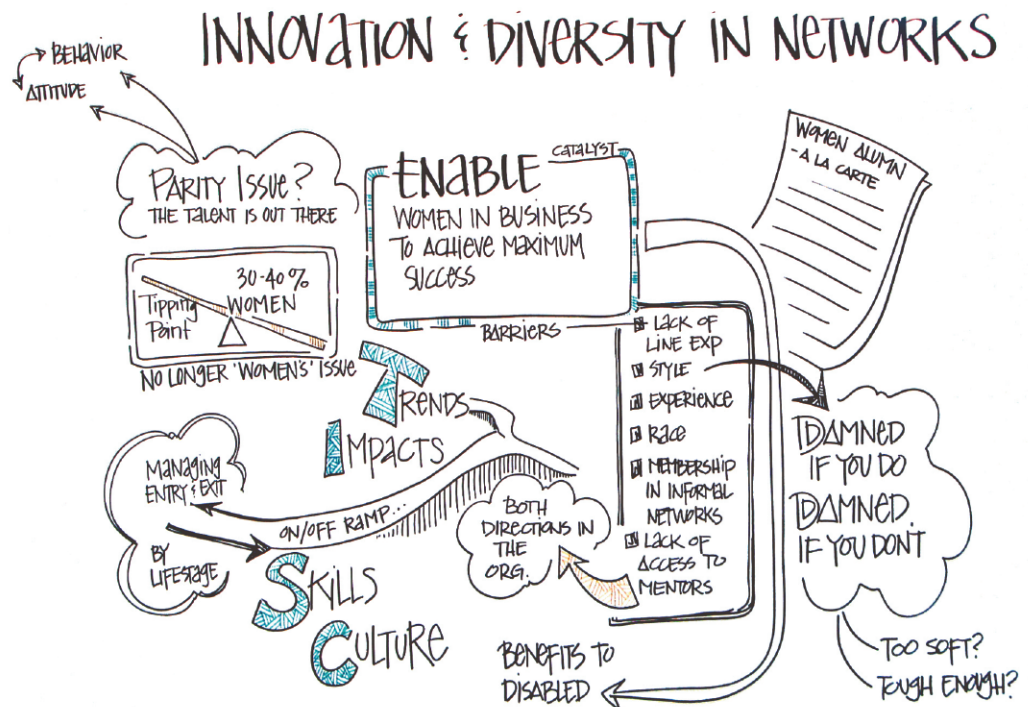 INNOVATION & DIVERSITY IN NETWORKS
BEHAVIOR
ATTITUDE
PARITY ISSUE?
THE TALENT IS OUT THERE
30-40%
Tipping WOMEN
Point
NO LONGER 'WOMEN'S' ISSUE
CATALYST
ENABLE
WOMEN IN BUSINESS
TO ACHIEVE MAXIMUM
SUCCESS
BARRIERS
LACK OF
LINE EXP
STYLE
EXPERIENCE
RACE
MEMBERSHIP
IN INFORMAL
NETWORKS
LACK OF
ACCESS TO
MENTORS
WOMEN ALUMN
- A LA CARTE
DAMNED
IF YOU DO
DAMNED
IF YOU DON'T
TOO SOFT?
TOUGH ENOUGH?
TRENDS
IMPACTS
MANAGING
ENTRY & EXIT
BY
LIFESTAGE
ON/OFF RAMP...
BOTH
DIRECTIONS IN
THE
ORG.
SKILLS
CULTURE
BENEFITS TO
DISABLED